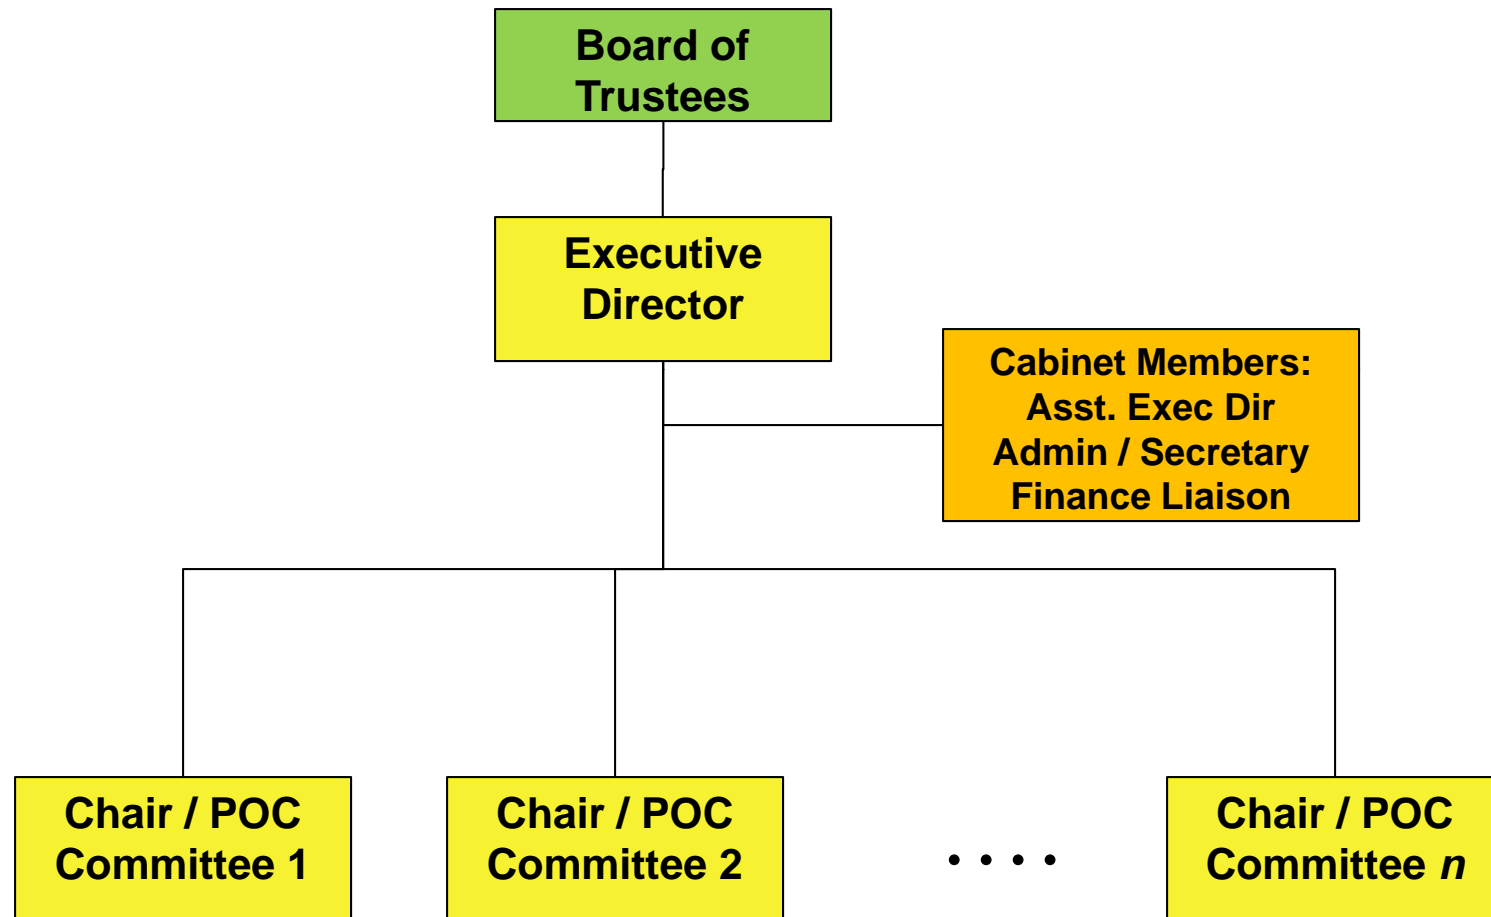 Board of
Trustees
Executive
Director
Cabinet Members:
Asst. Exec Dir
Admin / Secretary
Finance Liaison
Chair / POC
Committee 1
Chair / POC
Committee 2
. . . .
Chair / POC
Committee n